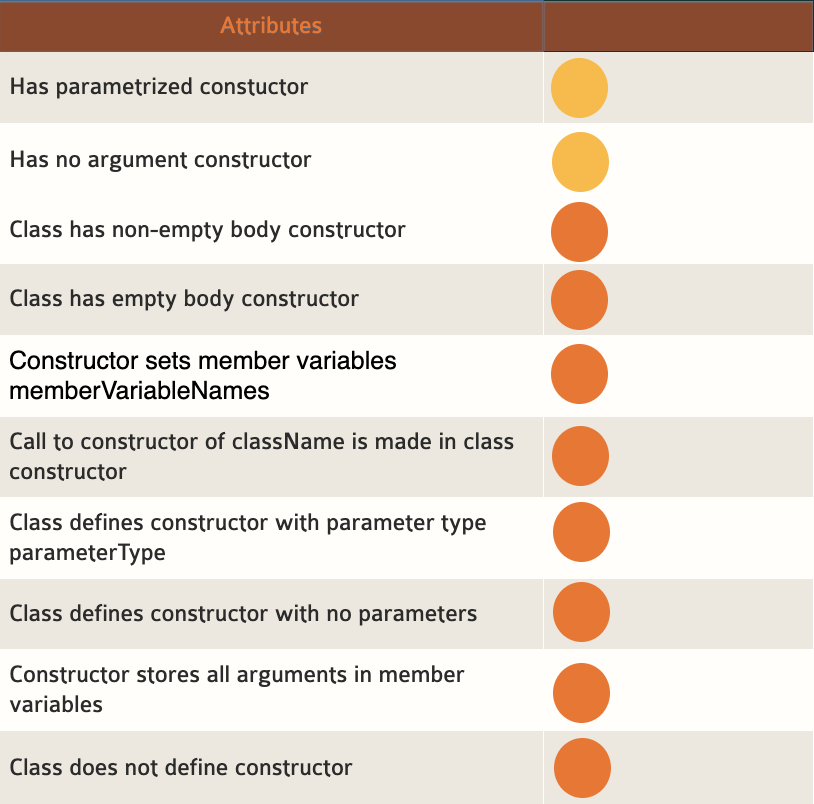 Attributes
Has parametrized constuctor
Has no argument constructor
Class has non-empty body constructor
Class has empty body constructor
Constructor sets member variables
memberVariableNames
Call to constructor of className is made in class
constructor
Class defines constructor with parameter type
parameterType
Class defines constructor with no parameters
Constructor stores all arguments in member
variables
Class does not define constructor